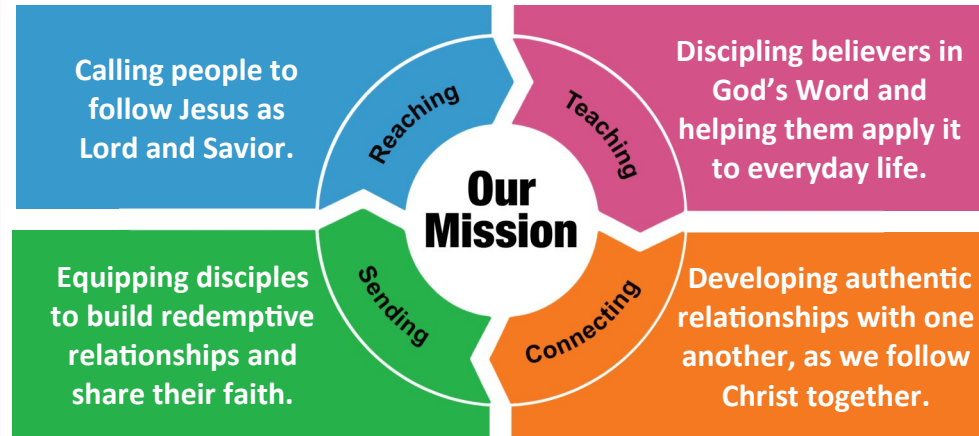 Calling people to
follow Jesus as
Lord and Savior.
Reaching
Teaching
Discipling believers in
God’s Word and
helping them apply it
to everyday life.
Our
Mission
Equipping disciples
to build redemptive
relationships and
share their faith.
Sending
Connecting
Developing authentic
relationships with one
another, as we follow
Christ together.